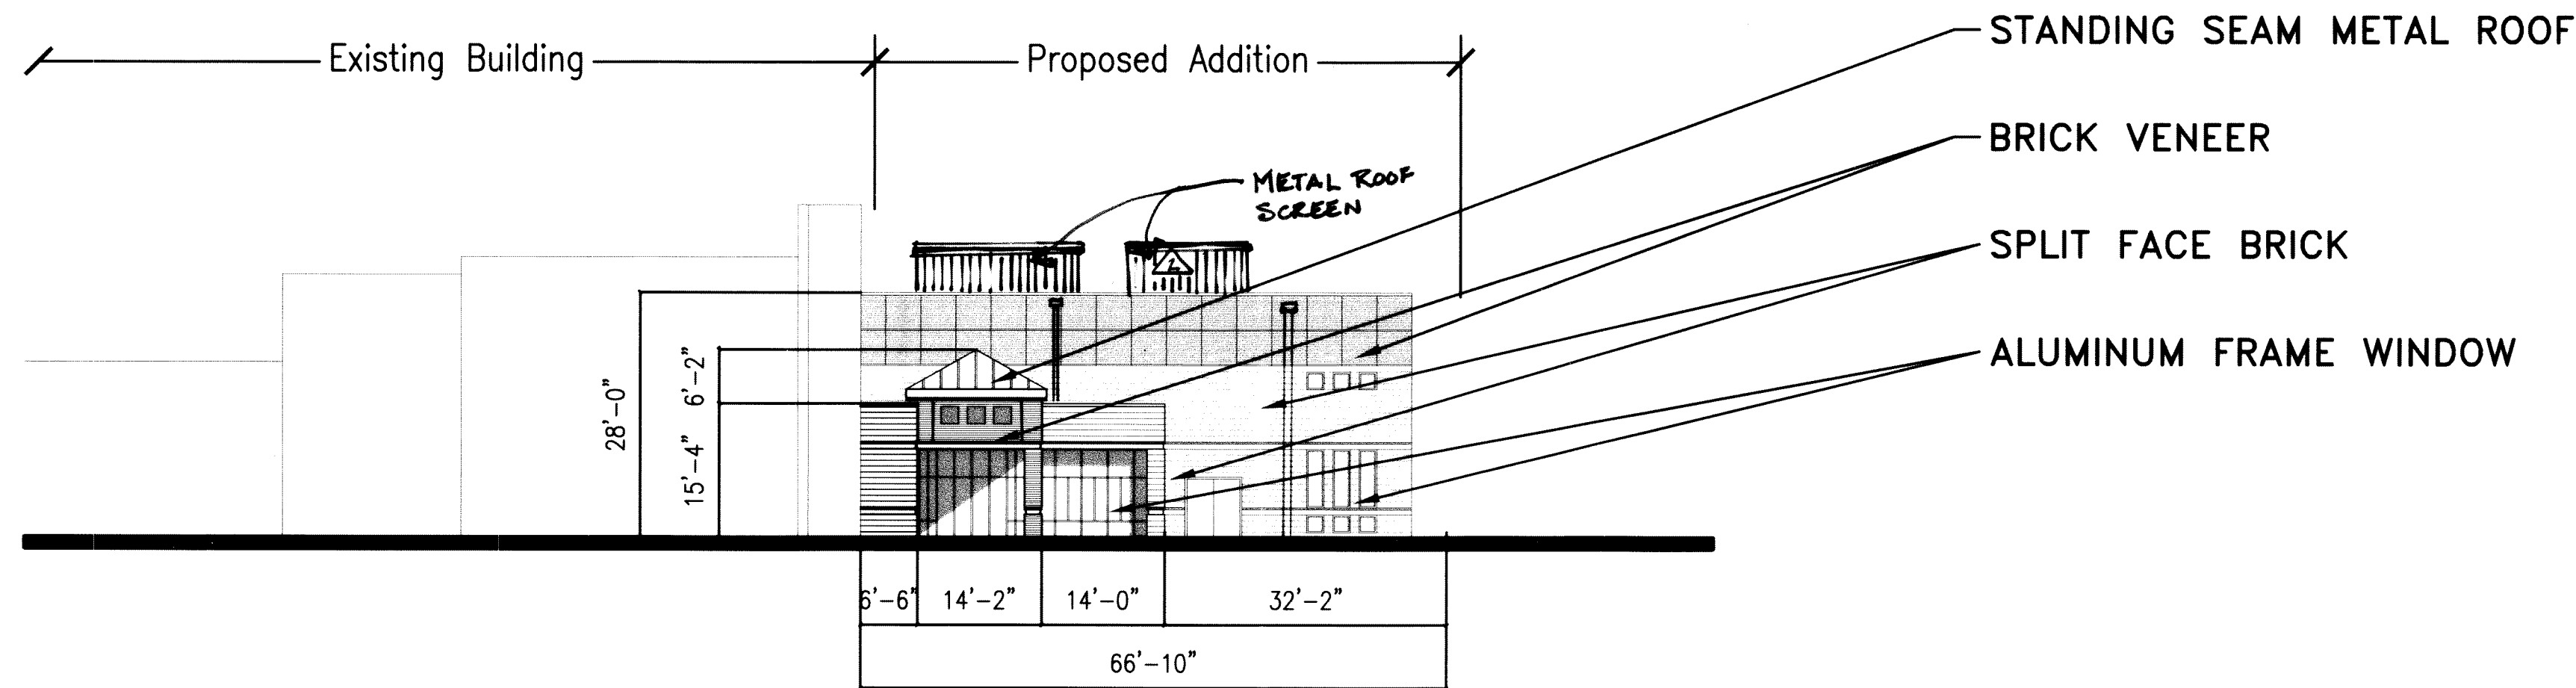 Existing Building
Proposed Addition
STANDING SEAM METAL ROOF
BRICK VENEER
METAL ROOF
SCREEN
SPLIT FACE BRICK
ALUMINUM FRAME WINDOW
28'-0"
6'-2"
15'-4"
6'-6"
14'-2"
14'-0"
32'-2"
66'-10"